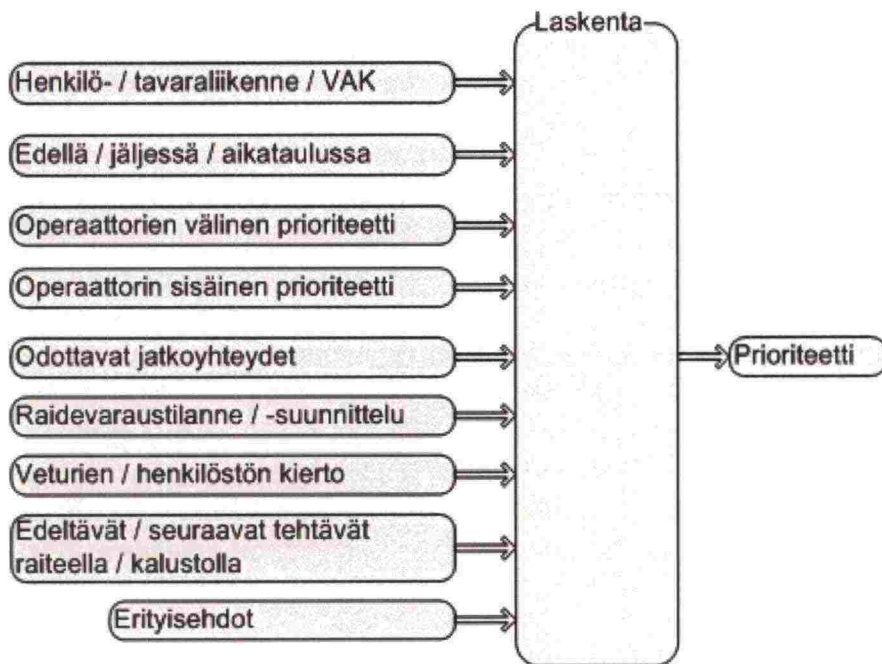 Laskenta
Henkilö- / tavaraliikenne / VAK
Edellä / jäljessä / aikataulussa
Operaattorien välinen prioriteetti
Operaattorin sisäinen prioriteetti
Odottavat jatkoyhteydet
Prioriteetti
Raidevaraustilanne / -suunnittelu
Veturien / henkilöstön kierto
Edeltävät / seuraavat tehtävät
raiteella / kalustolla
Erityisehdot